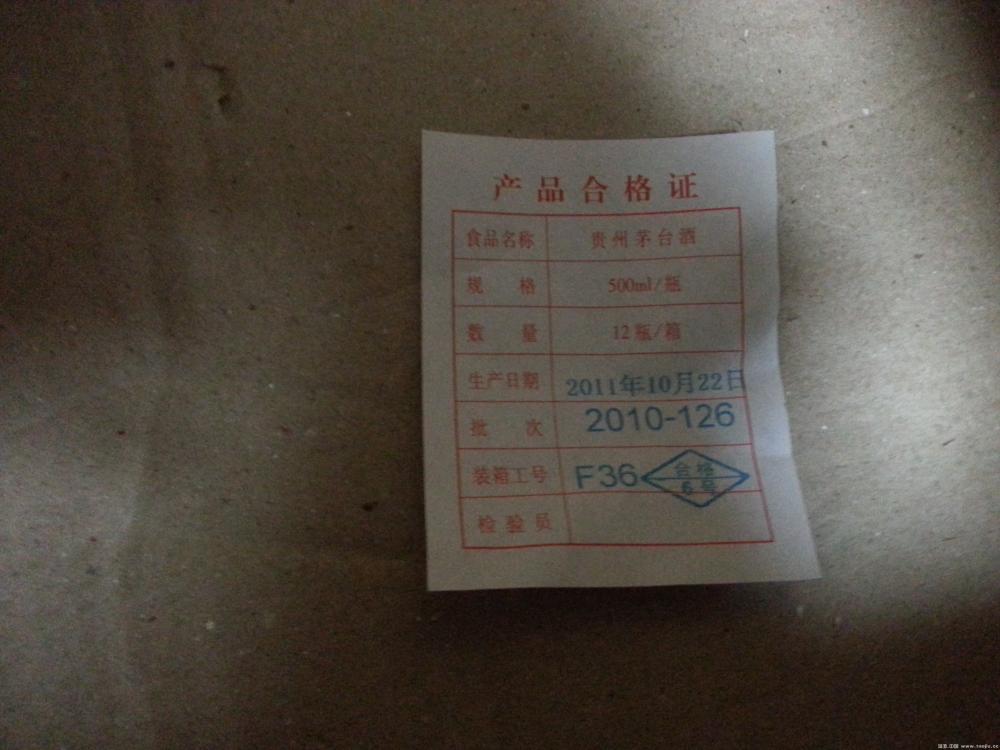 产品合格证
食品名称 贵州茅台酒
规 格 500ml/瓶
数 量 12瓶/箱
生产日期 2011年10月22日
批 次 2010-126
装箱工号 F36
合格
6号
检验员